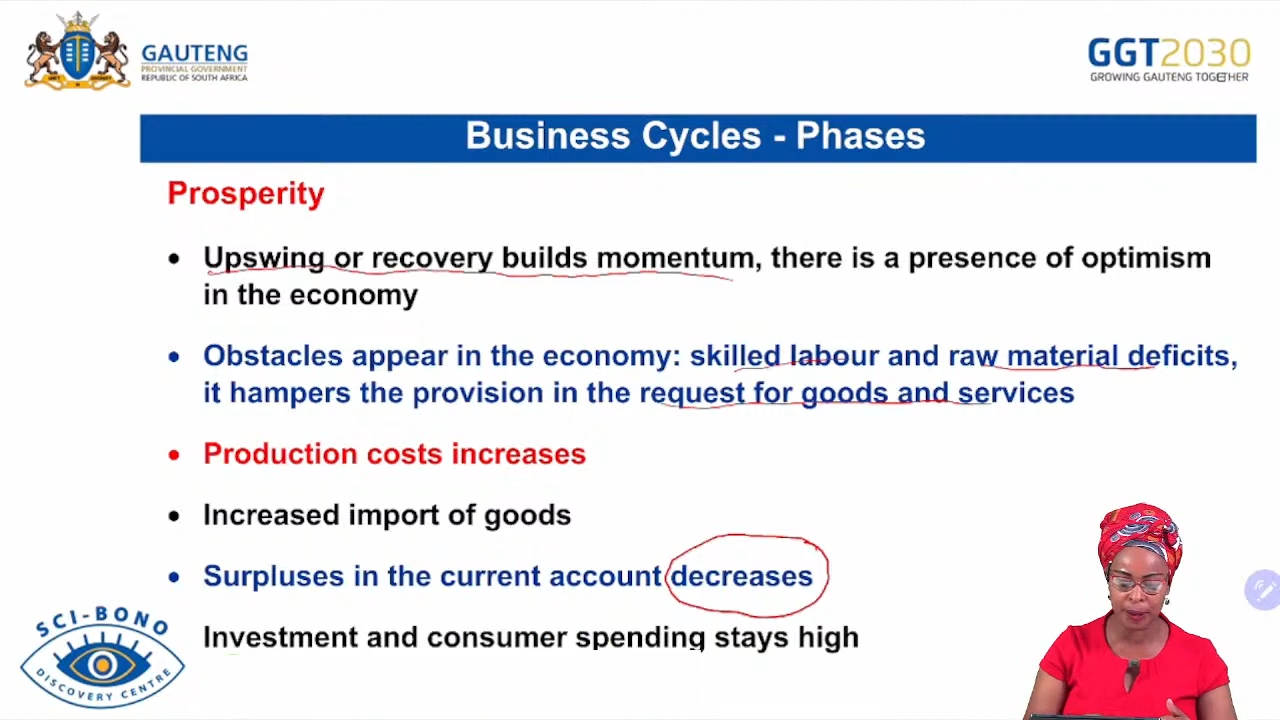 GAUTENG
PROVINCIAL GOVERNMENT
REPUBLIC OF SOUTH AFRICA
GGT2030
GROWING GAUTENG TOGETHER
Business Cycles - Phases
Prosperity
• Upswing or recovery builds momentum, there is a presence of optimism
in the economy
• Obstacles appear in the economy: skilled labour and raw material deficits,
it hampers the provision in the request for goods and services
• Production costs increases
• Increased import of goods
• Surpluses in the current account decreases
Investment and consumer spending stays high
SCI-BONO
DISCOVERY CENTRE